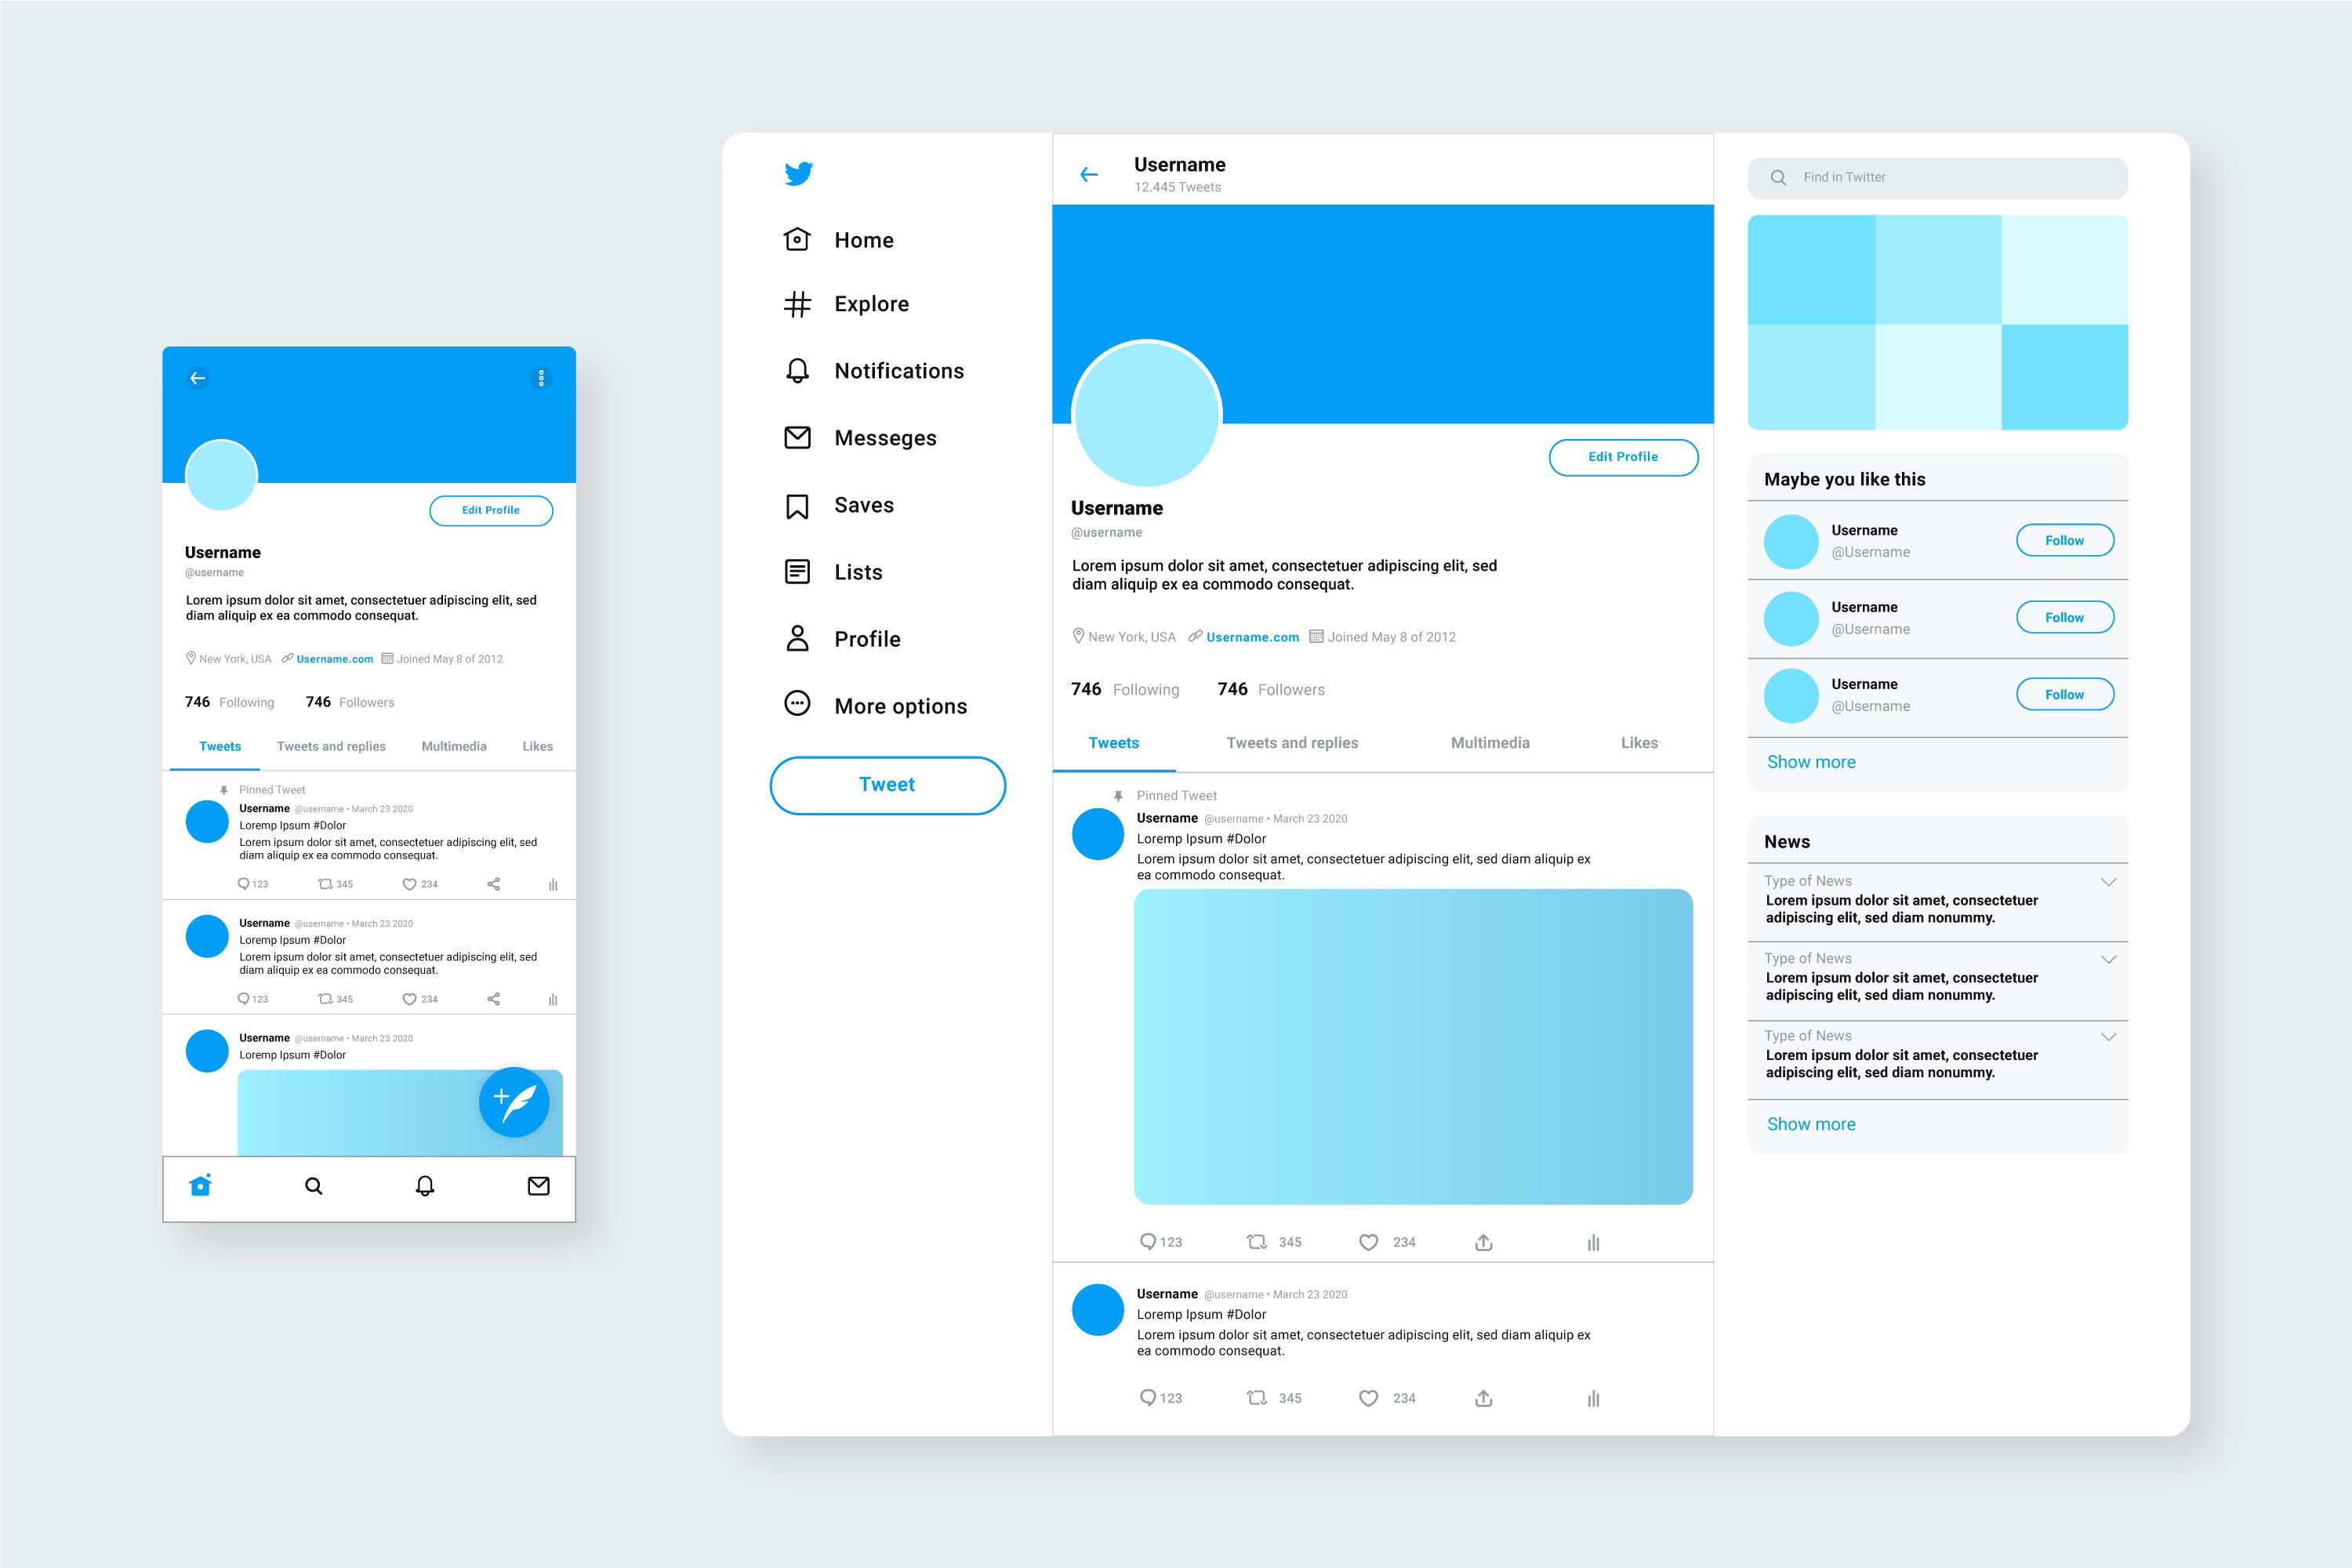 Edit Profile
Username
@username
Lorem ipsum dolor sit amet, consectetuer adipiscing elit, sed
diam aliquip ex ea commodo consequat.
New York, USA Username.com Joined May 8 of 2012
746 Following 746 Followers
Tweets Tweets and replies Multimedia Likes
Pinned Tweet
Username @username • March 23 2020
Loremp Ipsum #Dolor
Lorem ipsum dolor sit amet, consectetuer adipiscing elit, sed
diam aliquip ex ea commodo consequat.
123 345 234
Username @username • March 23 2020
Loremp Ipsum #Dolor
Lorem ipsum dolor sit amet, consectetuer adipiscing elit, sed
diam aliquip ex ea commodo consequat.
123 345 234
Username @username • March 23 2020
Loremp Ipsum #Dolor
Home
Explore
Notifications
Messeges
Saves
Lists
Profile
More options
Tweet
Username
12.445 Tweets
Edit Profile
Username
@username
Lorem ipsum dolor sit amet, consectetuer adipiscing elit, sed
diam aliquip ex ea commodo consequat.
New York, USA Username.com Joined May 8 of 2012
746 Following 746 Followers
Tweets Tweets and replies Multimedia Likes
Pinned Tweet
Username @username • March 23 2020
Loremp Ipsum #Dolor
Lorem ipsum dolor sit amet, consectetuer adipiscing elit, sed diam aliquip ex
ea commodo consequat.
123 345 234
Username @username • March 23 2020
Loremp Ipsum #Dolor
Lorem ipsum dolor sit amet, consectetuer adipiscing elit, sed diam aliquip ex
ea commodo consequat.
123 345 234
Find in Twitter
Maybe you like this
Username
@Username
Follow
Username
@Username
Follow
Username
@Username
Follow
Show more
News
Type of News
Lorem ipsum dolor sit amet, consectetuer
adipiscing elit, sed diam nonummy.
Type of News
Lorem ipsum dolor sit amet, consectetuer
adipiscing elit, sed diam nonummy.
Type of News
Lorem ipsum dolor sit amet, consectetuer
adipiscing elit, sed diam nonummy.
Show more